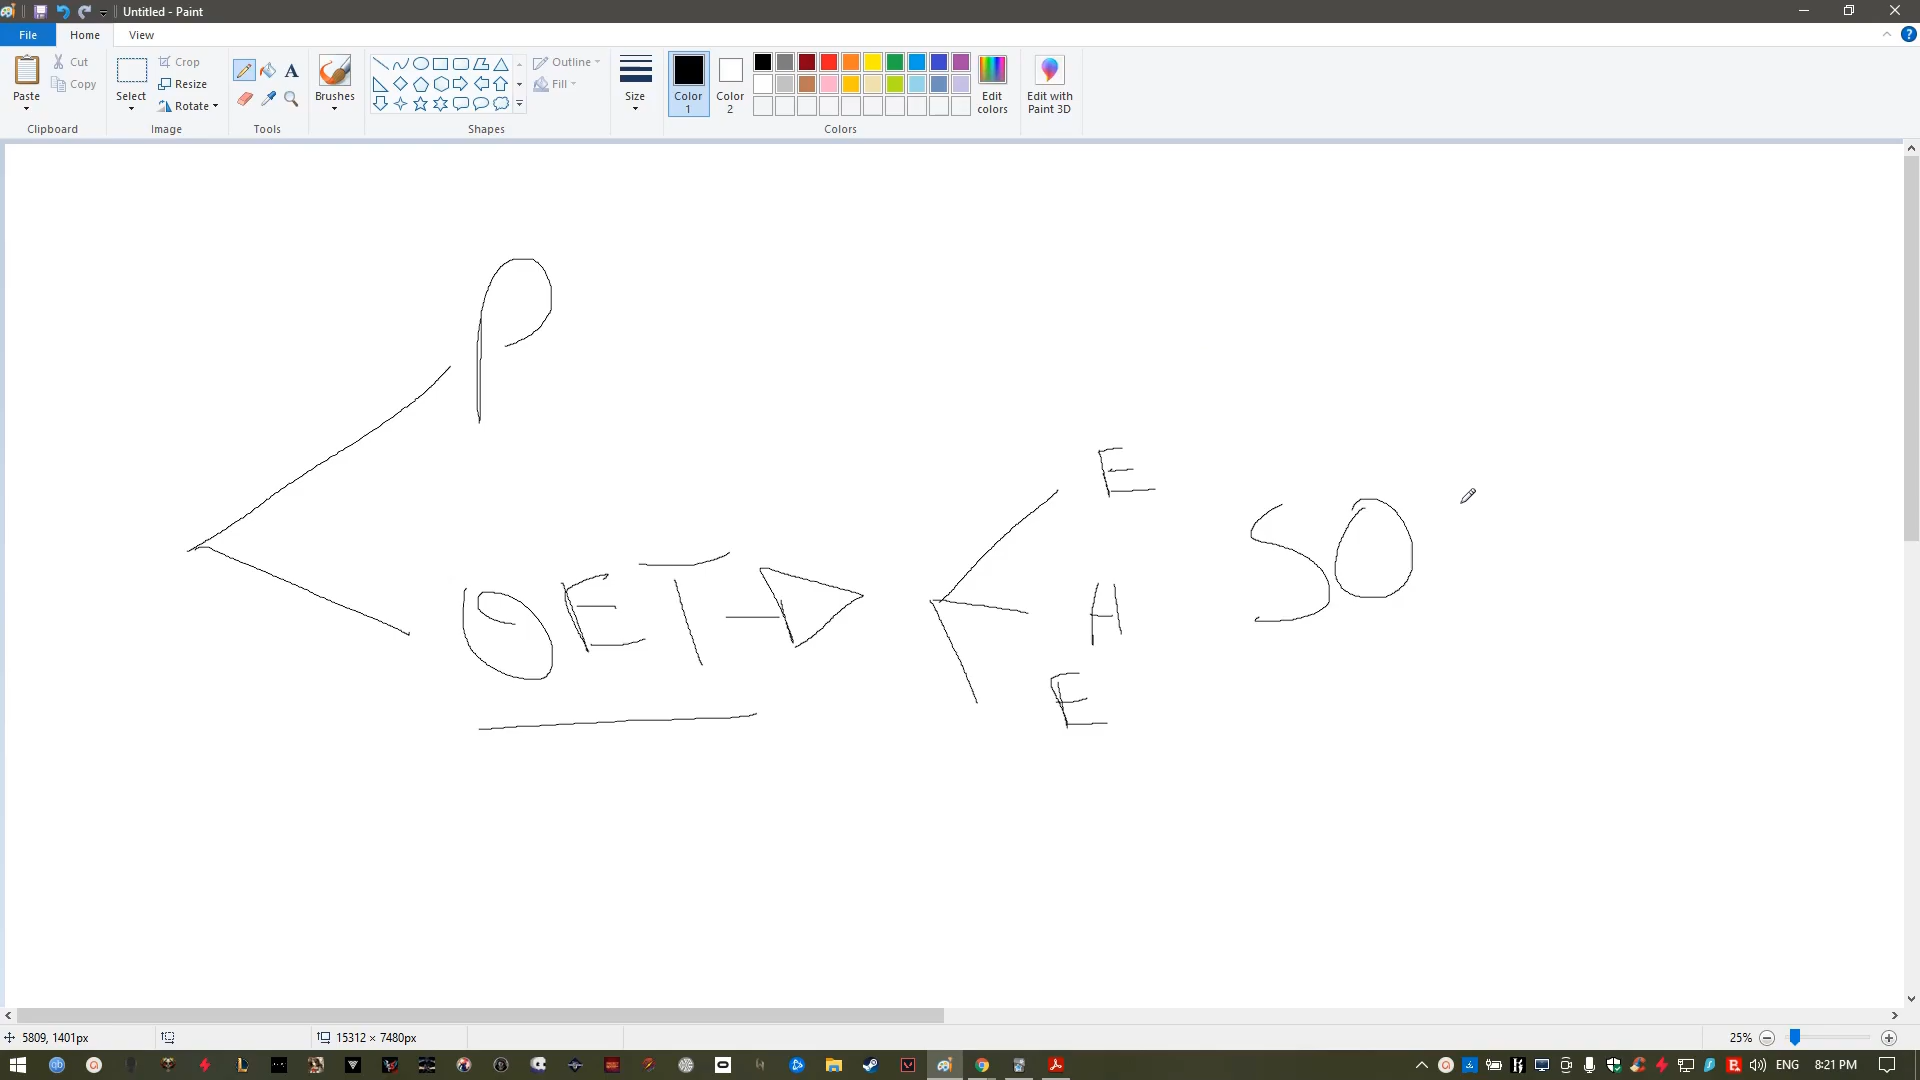 Untitled - Paint
File Home View
Paste
Cut
Copy
Clipboard
Select
Crop
Resize
Rotate
Image
Tools
Brushes
Shapes
Outline
Fill
Size
Color 1
Color 2
Edit colors
Colors
Edit with Paint 3D
P
OET
E
A
E
SO
5809, 1401px
15312 × 7480px
25%
ENG
8:21 PM